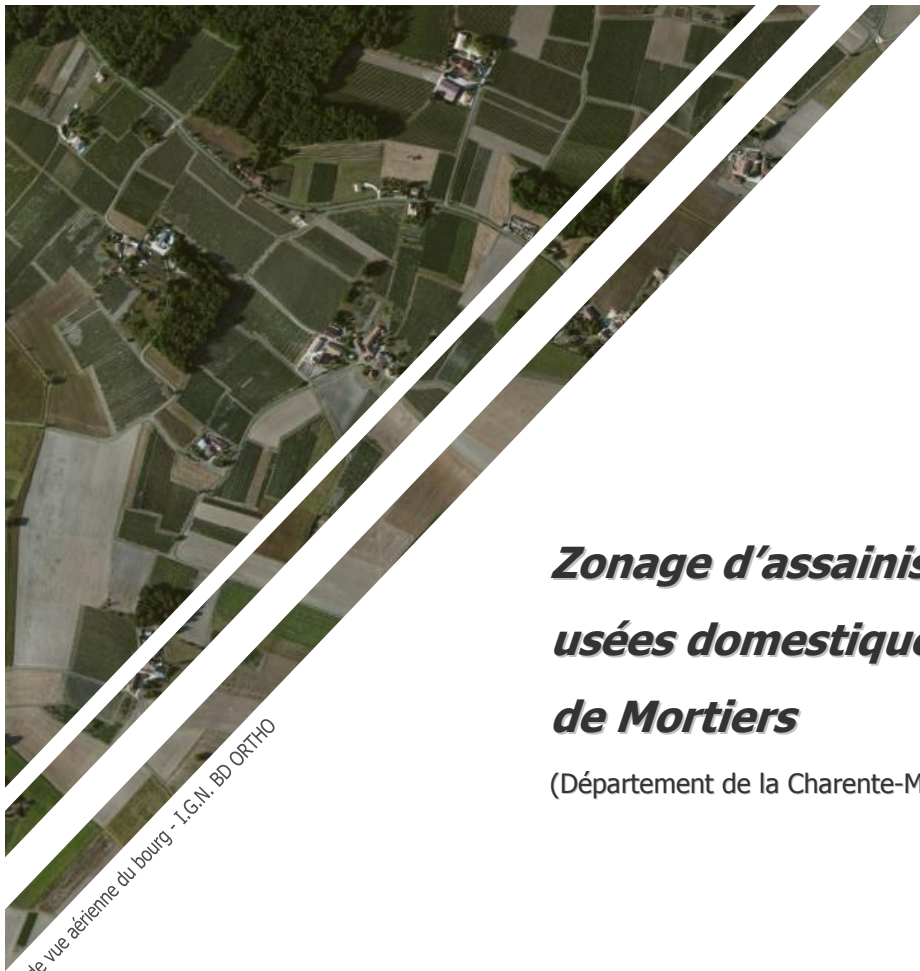 Zonage d'assainis
usées domestique
de Mortiers
(Département de la Charente-M
de vue aérienne du bourg - I.G.N. BD ORTHO